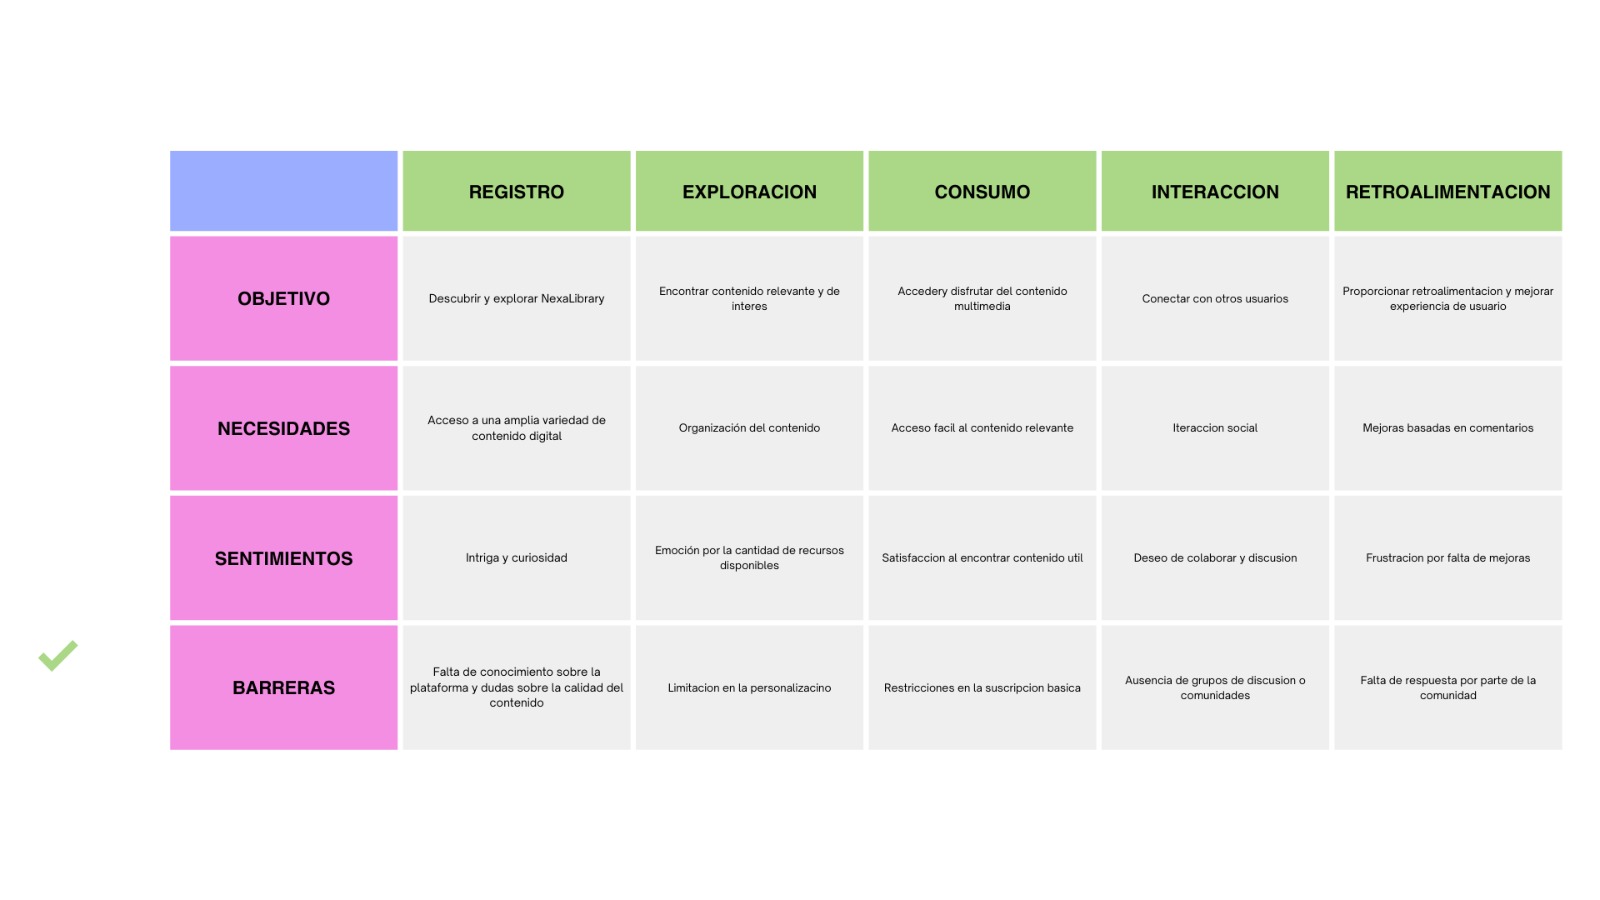 REGISTRO
EXPLORACION
CONSUMO
INTERACCION
RETROALIMENTACION
OBJETIVO
Descubrir y explorar NexaLibrary
Encontrar contenido relevante y de
interes
Accedery disfrutar del contenido
multimedia
Conectar con otros usuarios
Proporcionar retroalimentacion y mejorar
experiencia de usuario
NECESIDADES
Acceso a una amplia variedad de
contenido digital
Organización del contenido
Acceso facil al contenido relevante
Iteraccion social
Mejoras basadas en comentarios
SENTIMIENTOS
Intriga y curiosidad
Emoción por la cantidad de recursos
disponibles
Satisfaccion al encontrar contenido util
Deseo de colaborar y discusion
Frustracion por falta de mejoras
BARRERAS
Falta de conocimiento sobre la
plataforma y dudas sobre la calidad del
contenido
Limitacion en la personalizacino
Restricciones en la suscripcion basica
Ausencia de grupos de discusion o
comunidades
Falta de respuesta por parte de la
comunidad